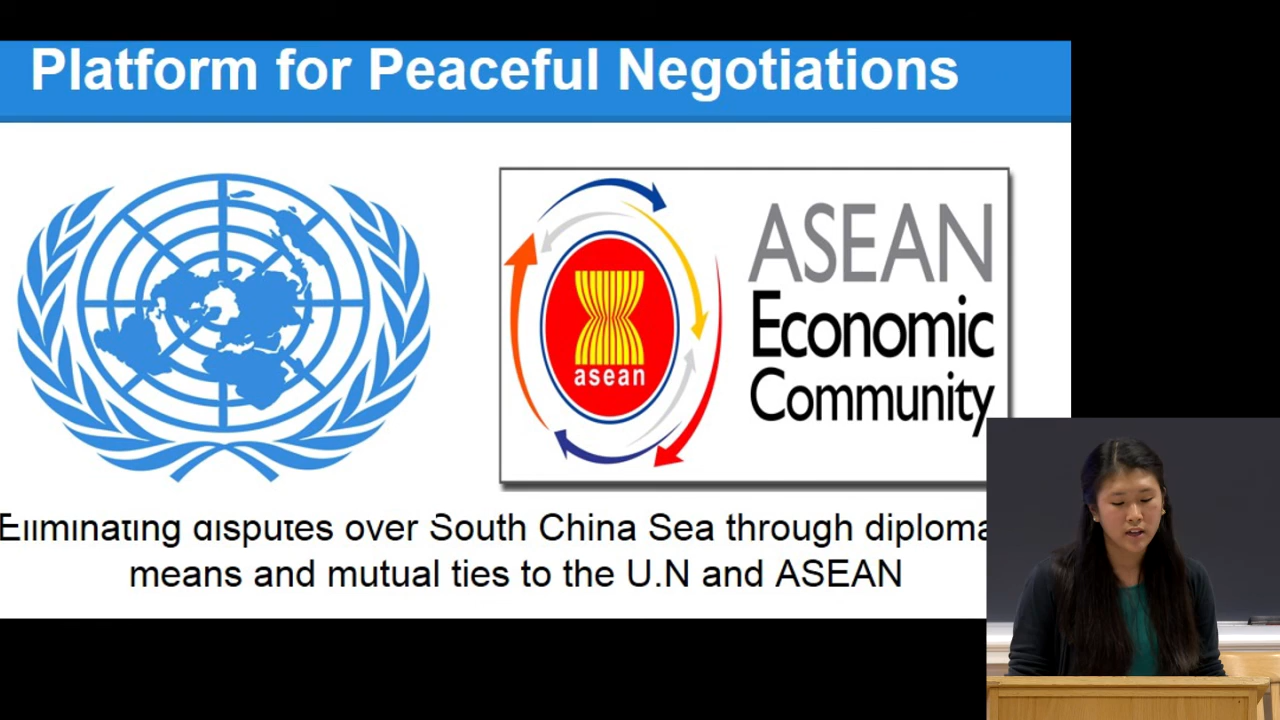 Platform for Peaceful Negotiations
asean
ASEAN
Economic
Community
Eliminating disputes over South China Sea through
means and mutual ties to the U.N and ASEAN